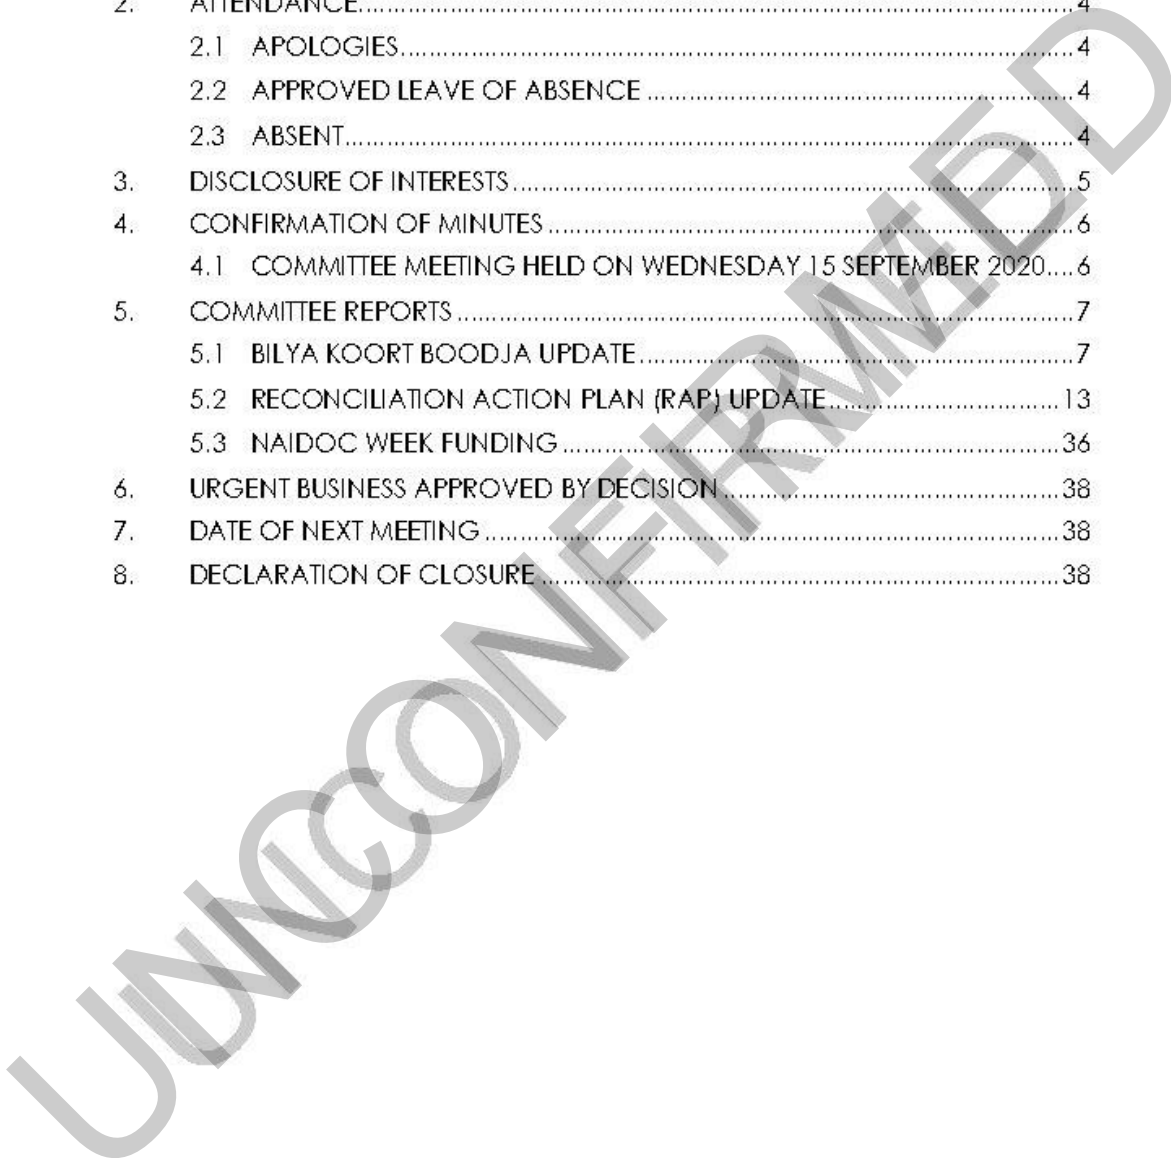 2. ATTENDANCE........................................4
2.1 APOLOGIES........................................4
2.2 APPROVED LEAVE OF ABSENCE ........................................4
2.3 ABSENT........................................4
3. DISCLOSURE OF INTERESTS ........................................5
4. CONFIRMATION OF MINUTES ........................................6
4.1 COMMITTEE MEETING HELD ON WEDNESDAY 15 SEPTEMBER 2020....6
5. COMMITTEE REPORTS ........................................7
5.1 BILYA KOORT BOODJA UPDATE........................................7
5.2 RECONCILIATION ACTION PLAN (RAP) UPDATE........................................13
5.3 NAIDOC WEEK FUNDING ........................................36
6. URGENT BUSINESS APPROVED BY DECISION ........................................38
7. DATE OF NEXT MEETING ........................................38
8. DECLARATION OF CLOSURE ........................................38
UNCONFIRMED